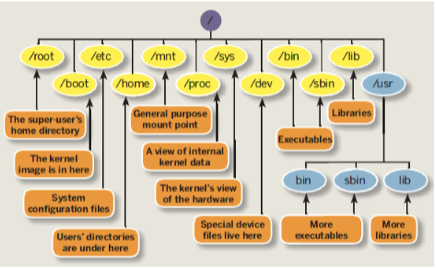 /
/root
/etc
/mnt
/sys
/bin
/lib
/boot
/home
/proc
/dev
/sbin
/usr
The super-user's
home directory
General purpose
mount point
Libraries
Executables
The kernel
image is in here
A view of internal
kernel data
System
configuration files
The kernel's view
of the hardware
bin
sbin
lib
Users' directories
are under here
Special device
files live here
More
executables
More
libraries